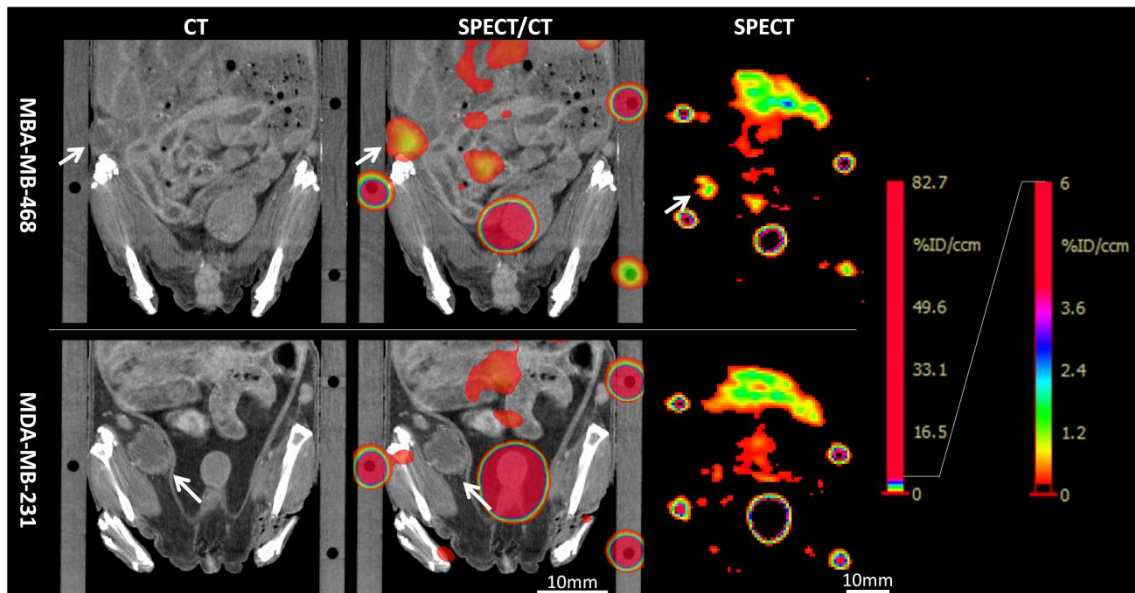 CT SPECT/CT SPECT
MBA-MB-468
82.7 6
%ID/ccm %ID/ccm
49.6 3.6
33.1 2.4
16.5 1.2
0 0
MDA-MB-231
10mm 10mm